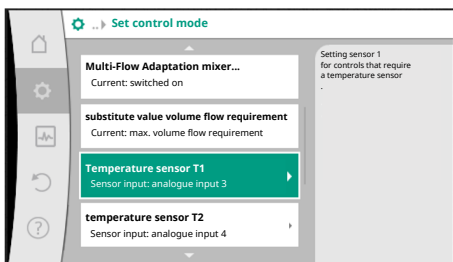 .. Set control mode
Multi-Flow Adaptation mixer...
Current: switched on
substitute value volume flow requirement
Current: max. volume flow requirement
Temperature sensor T1
Sensor input: analogue input 3
temperature sensor T2
Sensor input: analogue input 4
Setting sensor 1
for controls that require
a temperature sensor
.
?